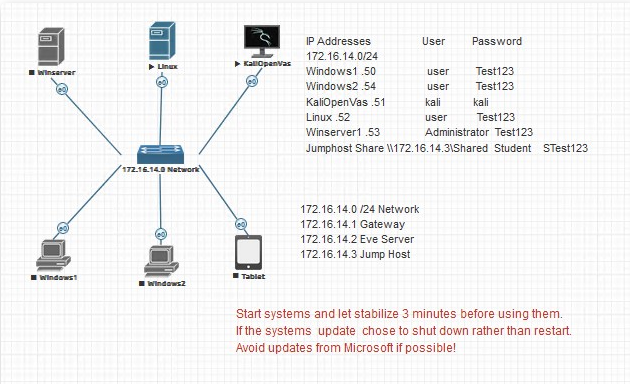 IP Addresses User Password
172.16.14.0/24
Windows1 .50 user Test123
Windows2 .54 user Test123
KaliOpenVas .51 kali kali
Linux .52 user Test123
Winserver1 .53 Administrator Test123
Jumphost Share \\172.16.14.3\Shared Student STest123
Winserver
Linux
KaliOpenVas
e0
e0
e0
172.16.14.0 Network
172.16.14.0 /24 Network
172.16.14.1 Gateway
172.16.14.2 Eve Server
172.16.14.3 Jump Host
e0
e0
e0
Windows1
Windows2
Tablet
Start systems and let stabilize 3 minutes before using them.
If the systems update chose to shut down rather than restart.
Avoid updates from Microsoft if possible!